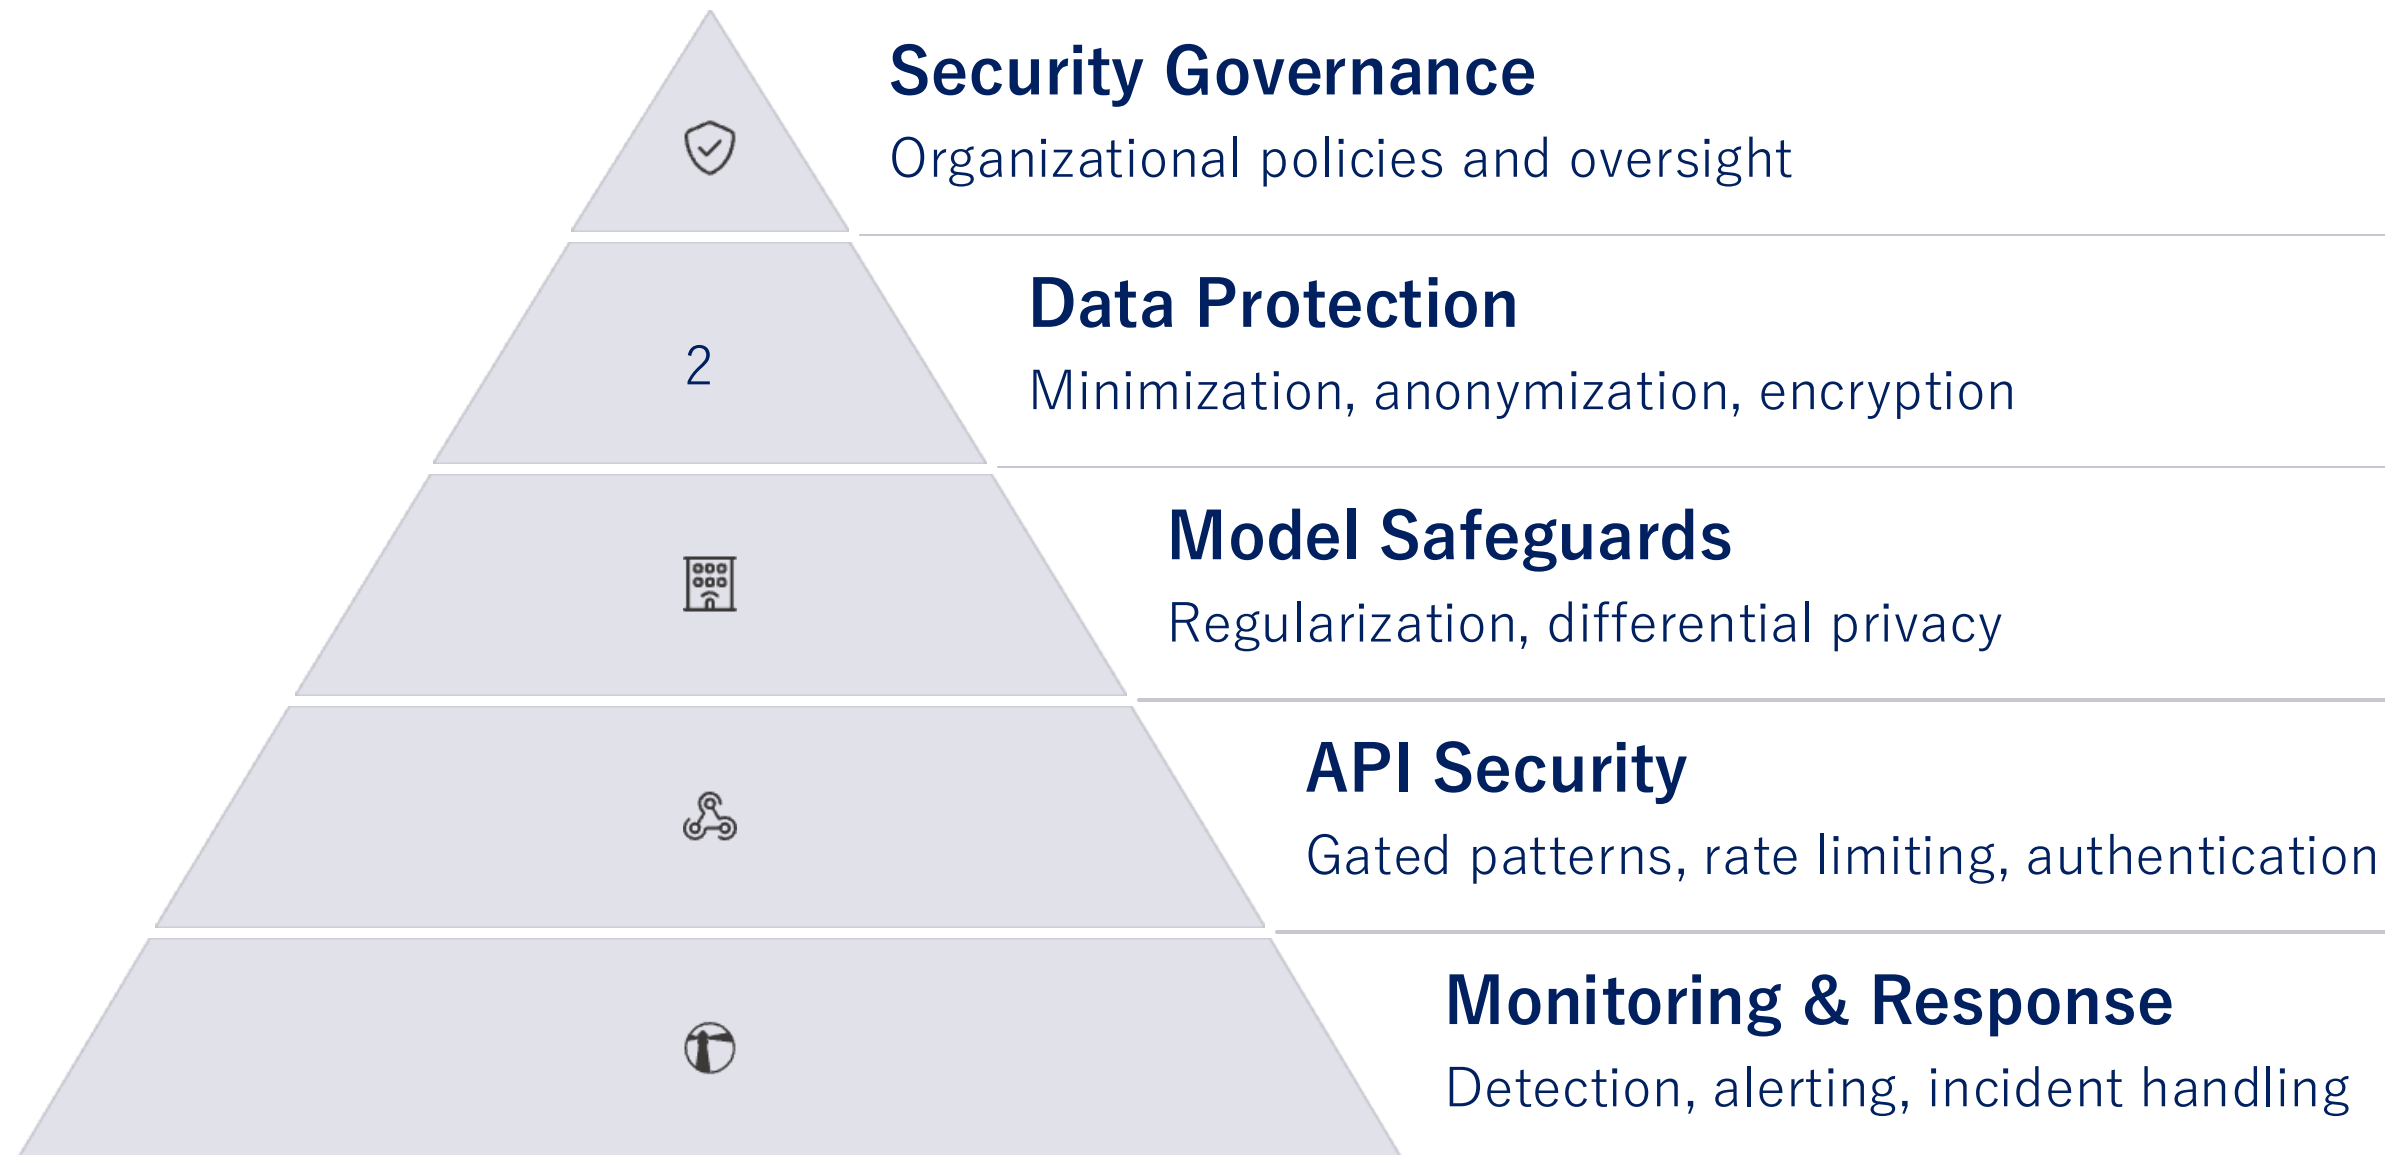 Security Governance
Organizational policies and oversight
Data Protection
2
Minimization, anonymization, encryption
Model Safeguards
Regularization, differential privacy
API Security
Gated patterns, rate limiting, authentication
Monitoring & Response
Detection, alerting, incident handling